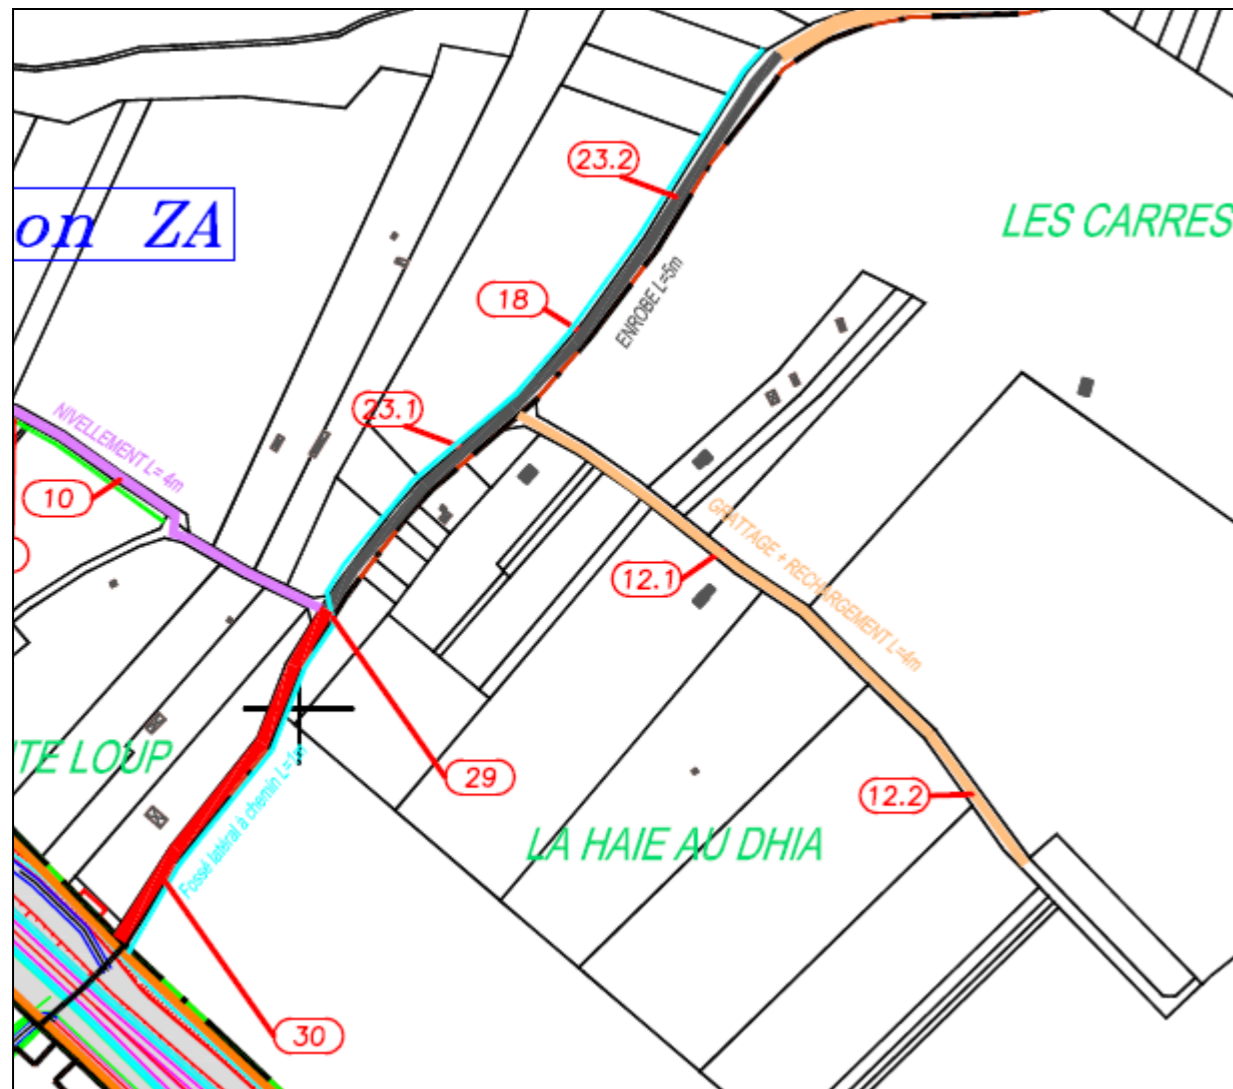 23.2
on ZA
LES CARRES
18
ENROBE L=5m
23.1
NIVELLEMENT L= 4m
10
GRATTAGE + RECHARGEMENT L=4m
12.1
ITE LOUP
29
12.2
Fossé latéral à chemin L=1m
LA HAIE AU DHIA
30